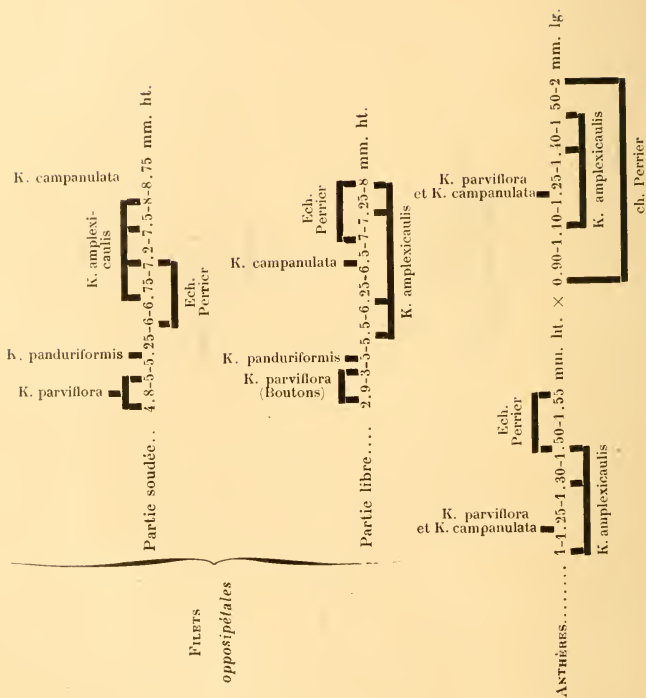 FILETS
opposipétales
K. campanulata
K. amplexi-
caulis
K. panduriformis
K. parviflora
Partie soudée.. 4.8-5-5.25-6-6.75-7.2-7.5-8-8.75 mm. ht.
Ech.
Perrier
Ech.
Perrier
K. campanulata
K. panduriformis
K. parviflora
(Boutons)
Partie libre..... 2.9-3-5-5.5-6.25-6.5-7-7.25-8 mm. ht.
K. amplexicaulis
Ech.
Perrier
K. parviflora
et K. campanulata
K. parviflora
et K. campanulata
ANTHÈRES........ 1-1.25-1.30-1.50-1.55 mm. ht. × 0.90-1.10-1.25-1.40-1 50-2 mm. lg.
K. amplexicaulis
K. amplexicaulis
ch. Perrier